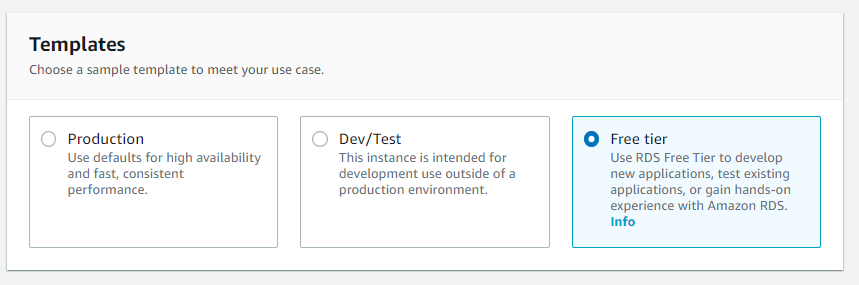 Templates
Choose a sample template to meet your use case.
Production
Use defaults for high availability
and fast, consistent
performance.
Dev/Test
This instance is intended for
development use outside of a
production environment.
Free tier
Use RDS Free Tier to develop
new applications, test existing
applications, or gain hands-on
experience with Amazon RDS.
Info